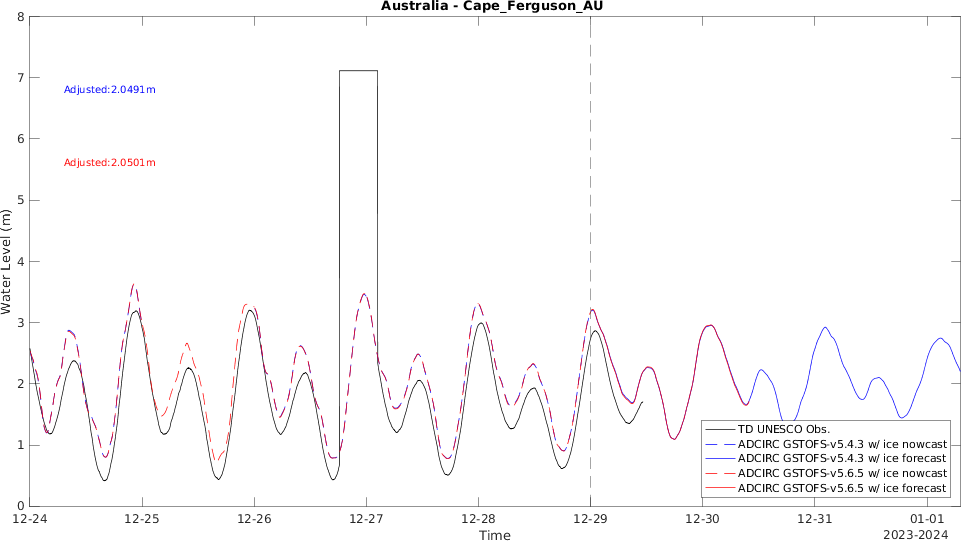 Australia - Cape_Ferguson_AU
8
7
6
5
4
3
2
1
0
Water Level (m)
Adjusted:2.0491m
Adjusted:2.0501m
TD UNESCO Obs.
ADCIRC GSTOFS-v5.4.3 w/ ice nowcast
ADCIRC GSTOFS-v5.4.3 w/ ice forecast
ADCIRC GSTOFS-v5.6.5 w/ ice nowcast
ADCIRC GSTOFS-v5.6.5 w/ ice forecast
12-24 12-25 12-26 12-27 12-28 12-29 12-30 12-31 01-01
Time
2023-2024